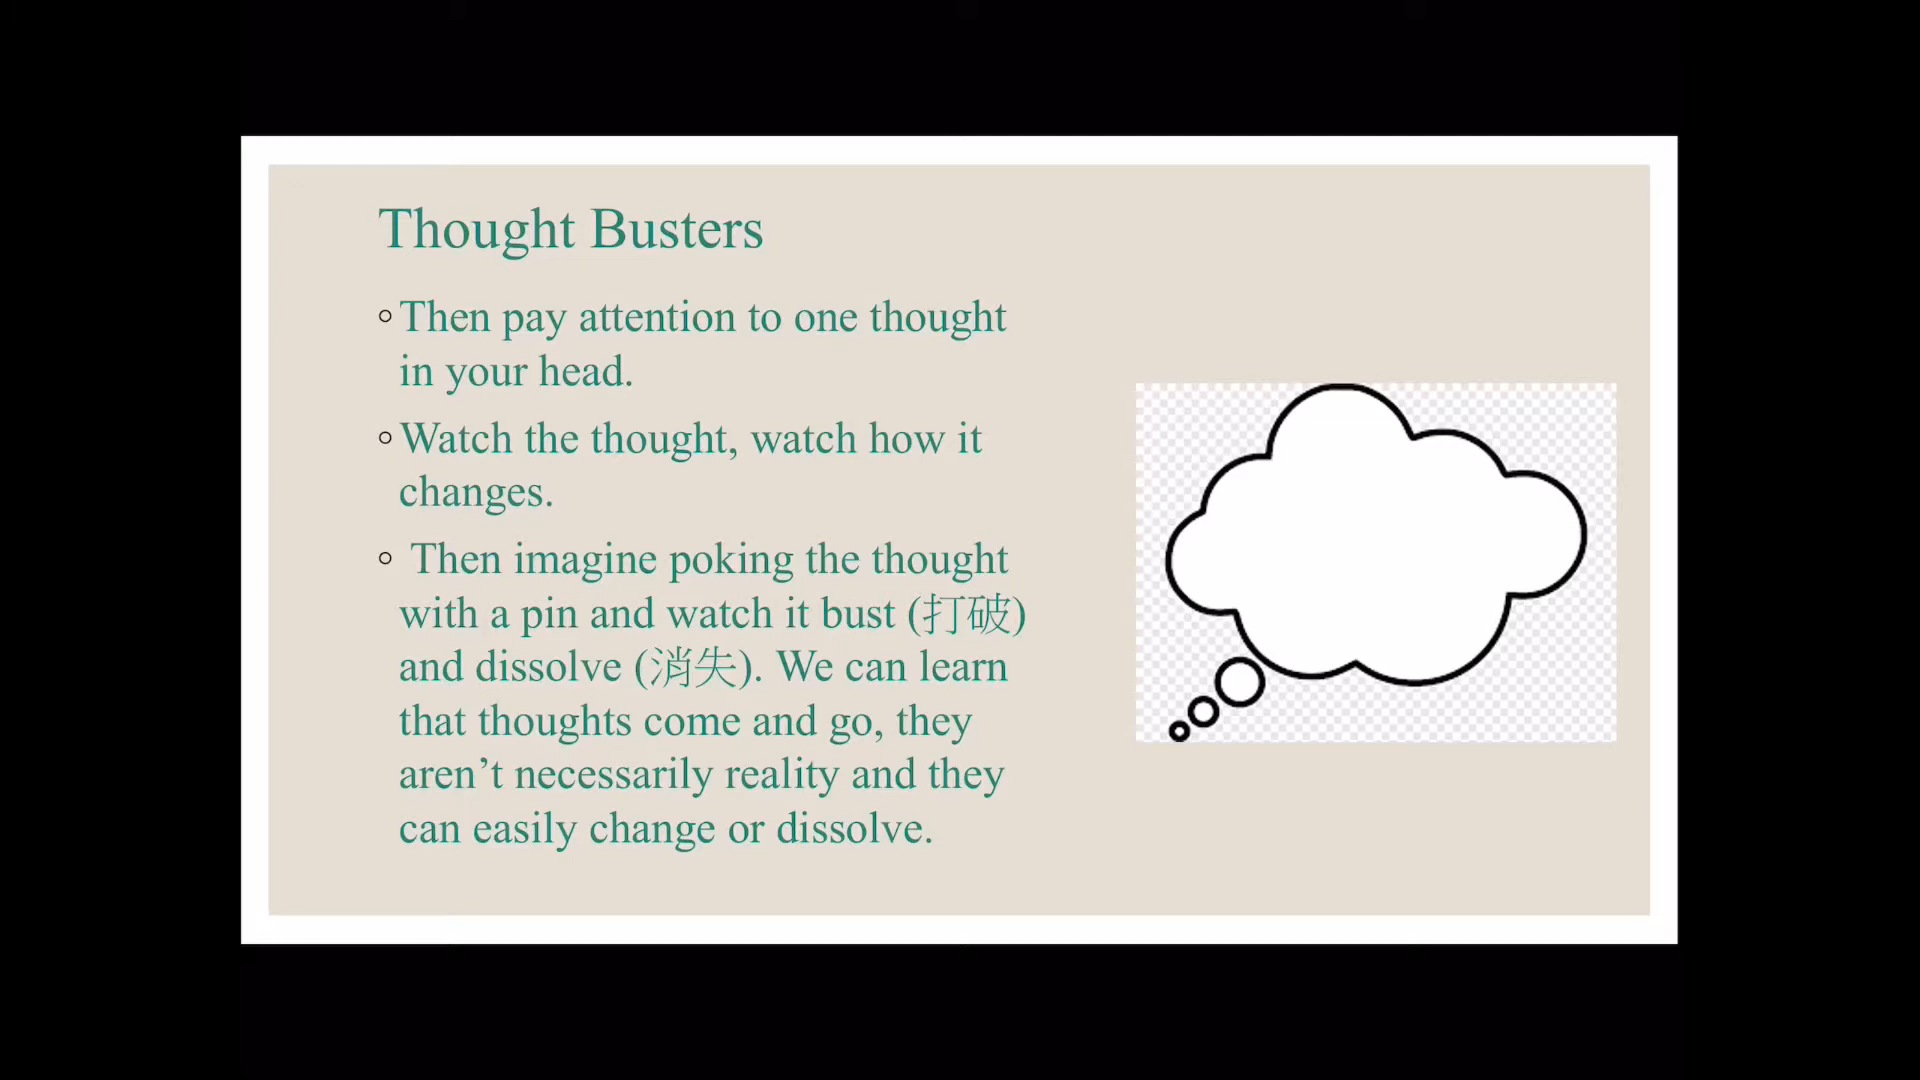 Thought Busters
◦Then pay attention to one thought
in your head.
◦Watch the thought, watch how it
changes.
◦ Then imagine poking the thought
with a pin and watch it bust (打破)
and dissolve (消失). We can learn
that thoughts come and go, they
aren’t necessarily reality and they
can easily change or dissolve.